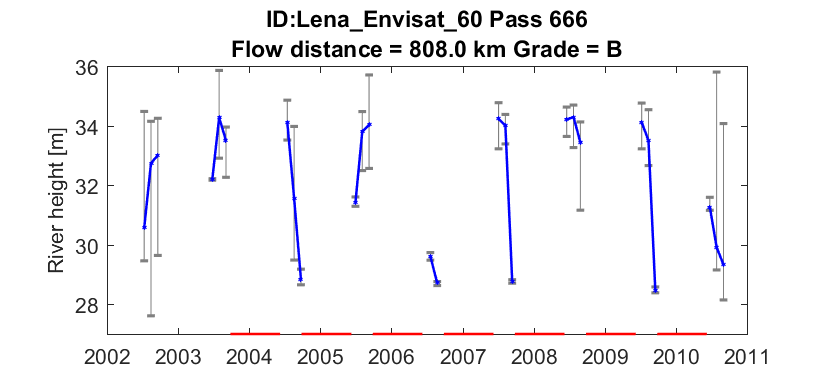 ID:Lena_Envisat_60 Pass 666
Flow distance = 808.0 km Grade = B
River height [m]
36
34
32
30
28
2002 2003 2004 2005 2006 2007 2008 2009 2010 2011